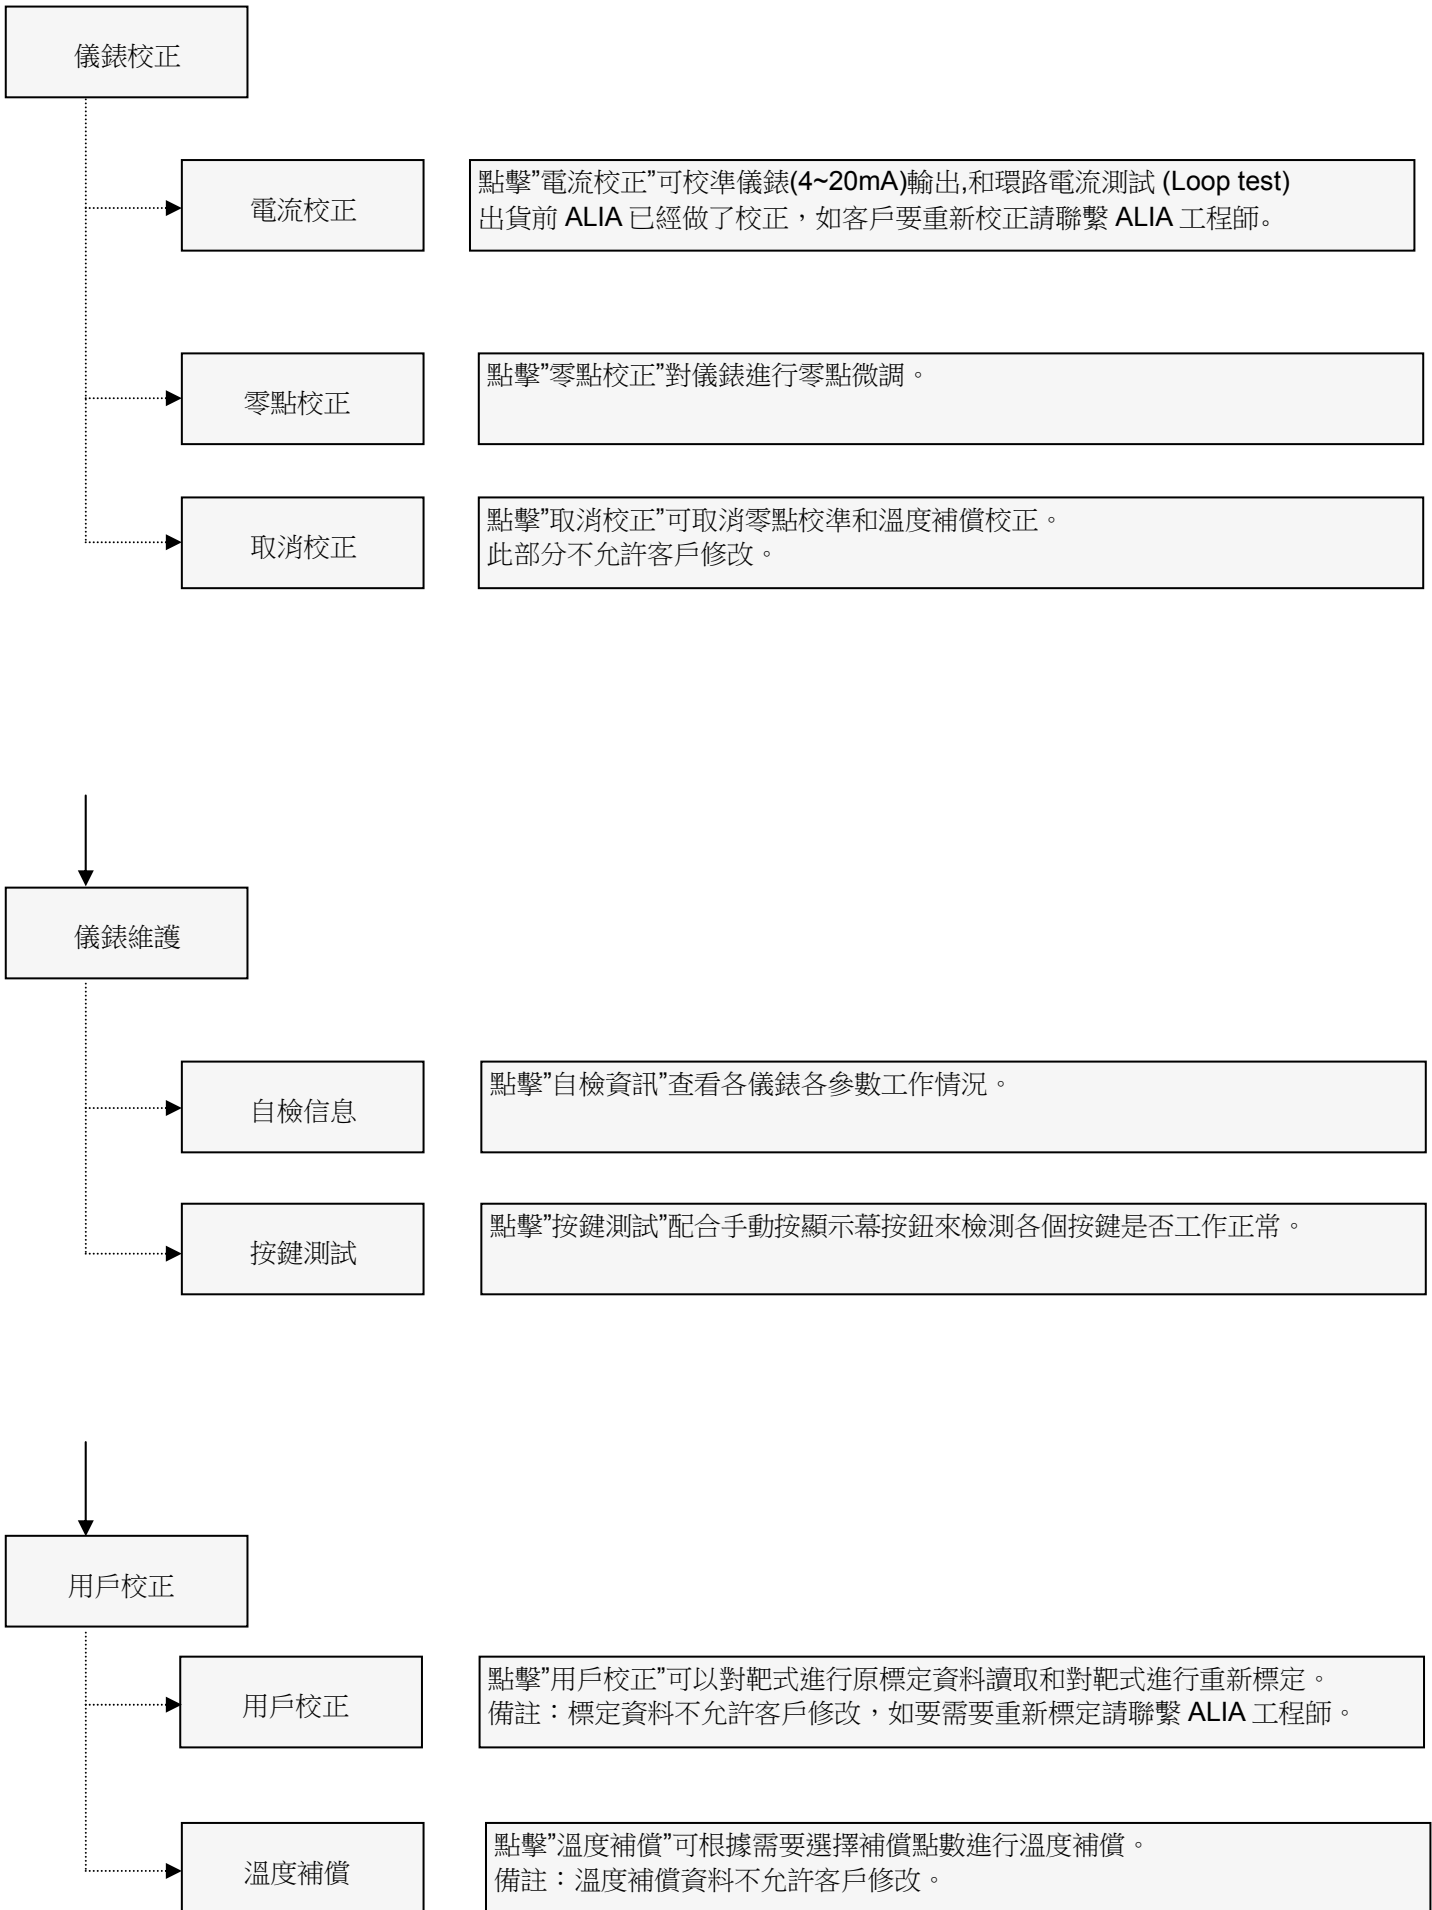 儀錶校正
電流校正
點擊”電流校正”可校準儀錶(4~20mA)輸出,和環路電流測試 (Loop test)
出貨前 ALIA 已經做了校正，如客戶要重新校正請聯繫 ALIA 工程師。
零點校正
點擊”零點校正”對儀錶進行零點微調。
取消校正
點擊”取消校正”可取消零點校準和溫度補償校正。
此部分不允許客戶修改。
儀錶維護
自檢信息
點擊”自檢資訊”查看各儀錶各參數工作情況。
按鍵測試
點擊”按鍵測試”配合手動按顯示幕按鈕來檢測各個按鍵是否工作正常。
用戶校正
用戶校正
點擊”用戶校正”可以對靶式進行原標定資料讀取和對靶式進行重新標定。
備註：標定資料不允許客戶修改，如要需要重新標定請聯繫 ALIA 工程師。
溫度補償
點擊”溫度補償”可根據需要選擇補償點數進行溫度補償。
備註：溫度補償資料不允許客戶修改。